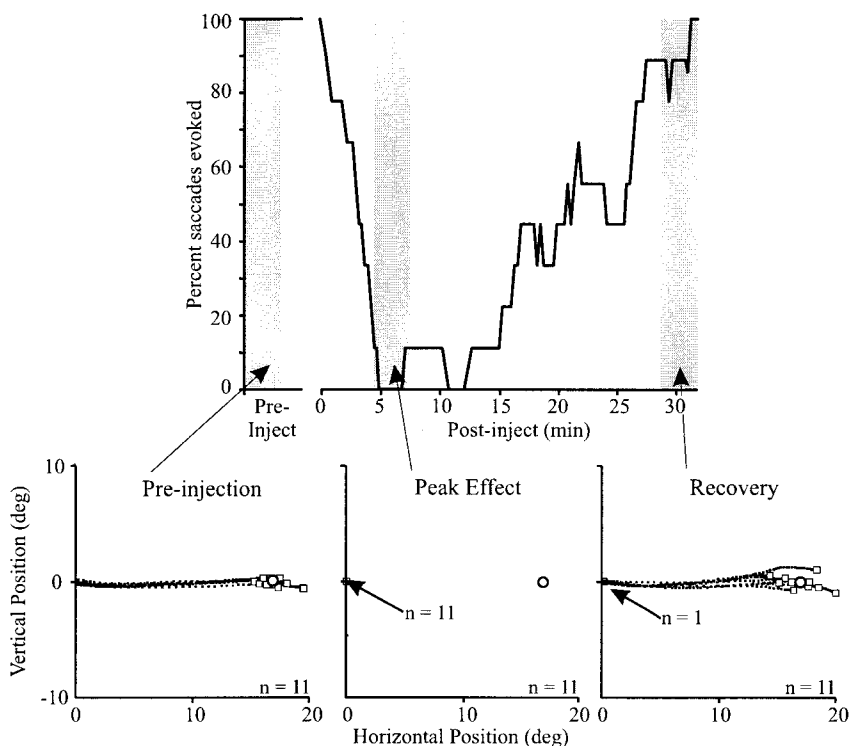 100
80
60
40
20
0
Percent saccades evoked
Pre-
Inject
0 5 10 15 20 25 30
Post-inject (min)
Pre-injection
Peak Effect
Recovery
10
0
-10
Vertical Position (deg)
n = 11
n = 1
n = 11
n = 11
n = 11
0 10 20
0 10 20
0 10 20
Horizontal Position (deg)